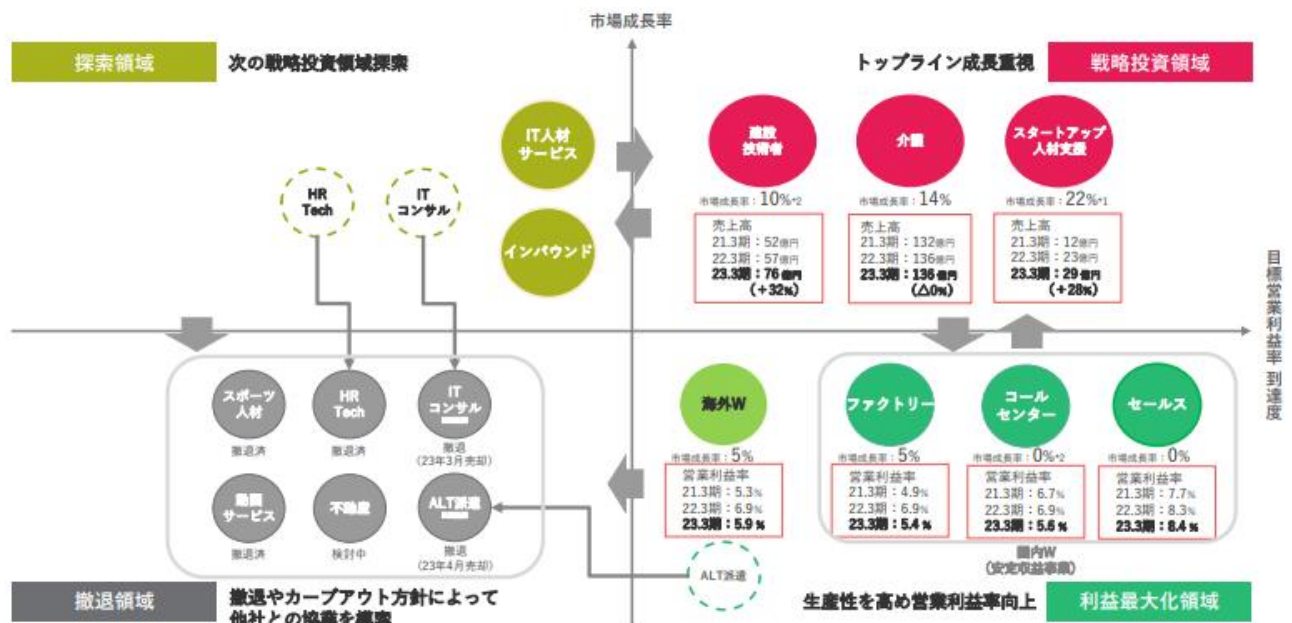 市場成長率
探索領域
次の戦略投資領域探索
トップライン成長重視
戦略投資領域
IT人材
サービス
建設
技術者
介護
スタートアップ
人材支援
HR
Tech
IT
コンサル
市場成長率：10%*2
市場成長率：14%
市場成長率：22%*1
インバウンド
売上高
21.3期：52億円
22.3期：57億円
23.3期：76億円
(+32%)
売上高
21.3期：132億円
22.3期：136億円
23.3期：136億円
(△0%)
売上高
21.3期：12億円
22.3期：23億円
23.3期：29億円
(+28%)
目標営業利益率 到達度
スポーツ
人材
撤退済
HR
Tech
撤退済
IT
コンサル
撤退
(23年3月売却)
動画
サービス
撤退済
不動産
検討中
ALT派遣
撤退
(23年4月売却)
海外W
市場成長率：5%
営業利益率
21.3期：5.3%
22.3期：6.9%
23.3期：5.9%
ファクトリー
市場成長率：5%
営業利益率
21.3期：4.9%
22.3期：6.9%
23.3期：5.4%
コール
センター
市場成長率：0%*2
営業利益率
21.3期：6.7%
22.3期：6.9%
23.3期：5.6%
セールス
市場成長率：0%
営業利益率
21.3期：7.7%
22.3期：8.3%
23.3期：8.4%
国内W
(安定収益事業)
ALT派遣
撤退領域
撤退やカーブアウト方針によって
他社との協業を模索
生産性を高め営業利益率向上
利益最大化領域